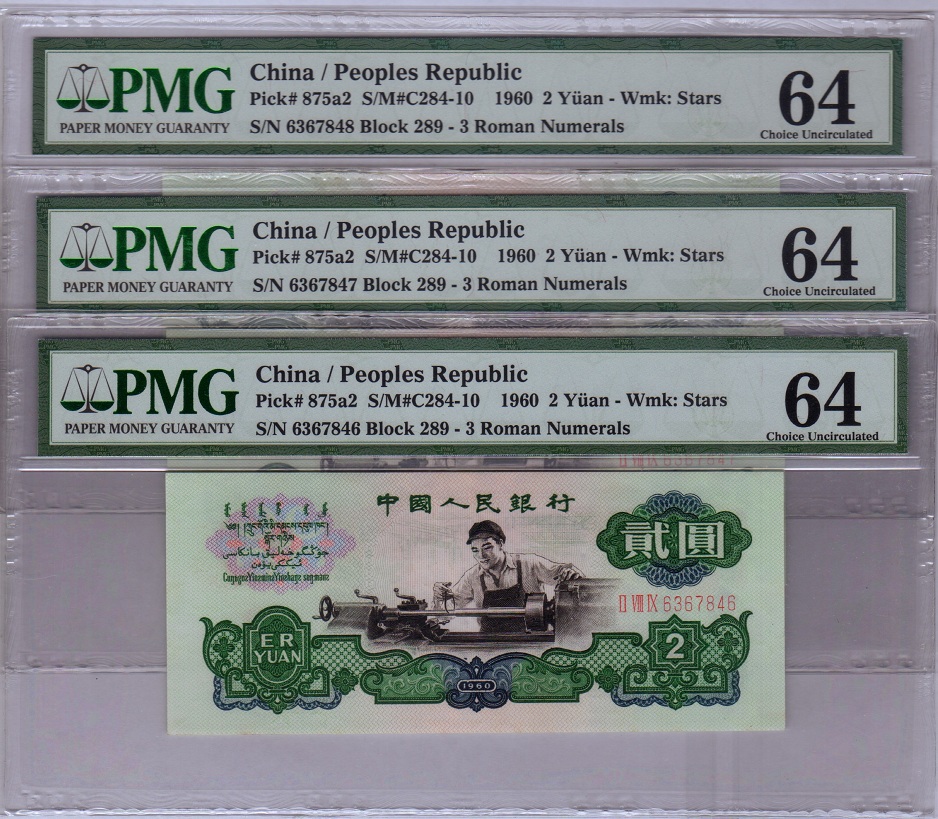 PMG
PAPER MONEY GUARANTY
China / Peoples Republic
Pick# 875a2 S/M#C284-10 1960 2 Yüan - Wmk: Stars
S/N 6367848 Block 289 - 3 Roman Numerals
64
Choice Uncirculated
PMG
PAPER MONEY GUARANTY
China / Peoples Republic
Pick# 875a2 S/M#C284-10 1960 2 Yüan - Wmk: Stars
S/N 6367847 Block 289 - 3 Roman Numerals
64
Choice Uncirculated
PMG
PAPER MONEY GUARANTY
China / Peoples Republic
Pick# 875a2 S/M#C284-10 1960 2 Yüan - Wmk: Stars
S/N 6367846 Block 289 - 3 Roman Numerals
64
Choice Uncirculated
中國人民銀行
貳圓
II VIII IX 6367846
ER
YUAN
2
1960